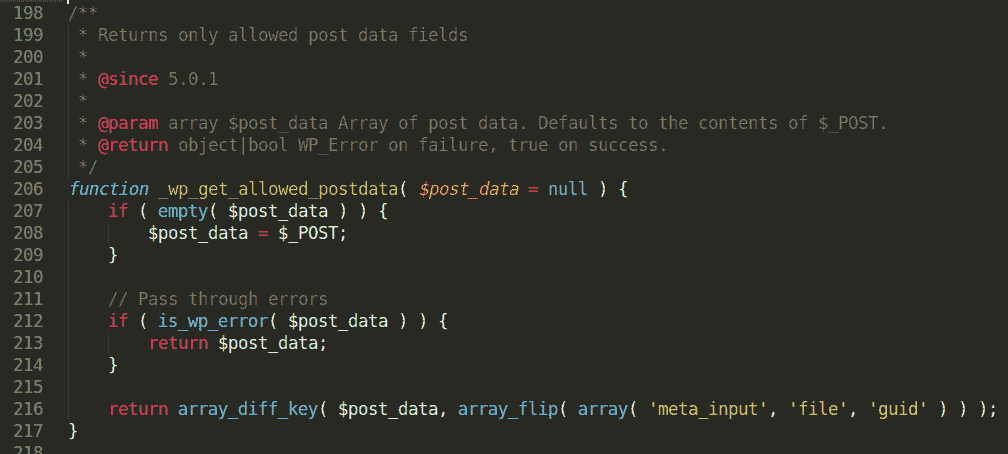 198 /**
199  * Returns only allowed post data fields
200  *
201  * @since 5.0.1
202  *
203  * @param array $post_data Array of post data. Defaults to the contents of $_POST.
204  * @return object|bool WP_Error on failure, true on success.
205  */
206 function _wp_get_allowed_postdata( $post_data = null ) {
207     if ( empty( $post_data ) ) {
208         $post_data = $_POST;
209     }
210
211     // Pass through errors
212     if ( is_wp_error( $post_data ) ) {
213         return $post_data;
214     }
215
216     return array_diff_key( $post_data, array_flip( array( 'meta_input', 'file', 'guid' ) ) );
217 }
218